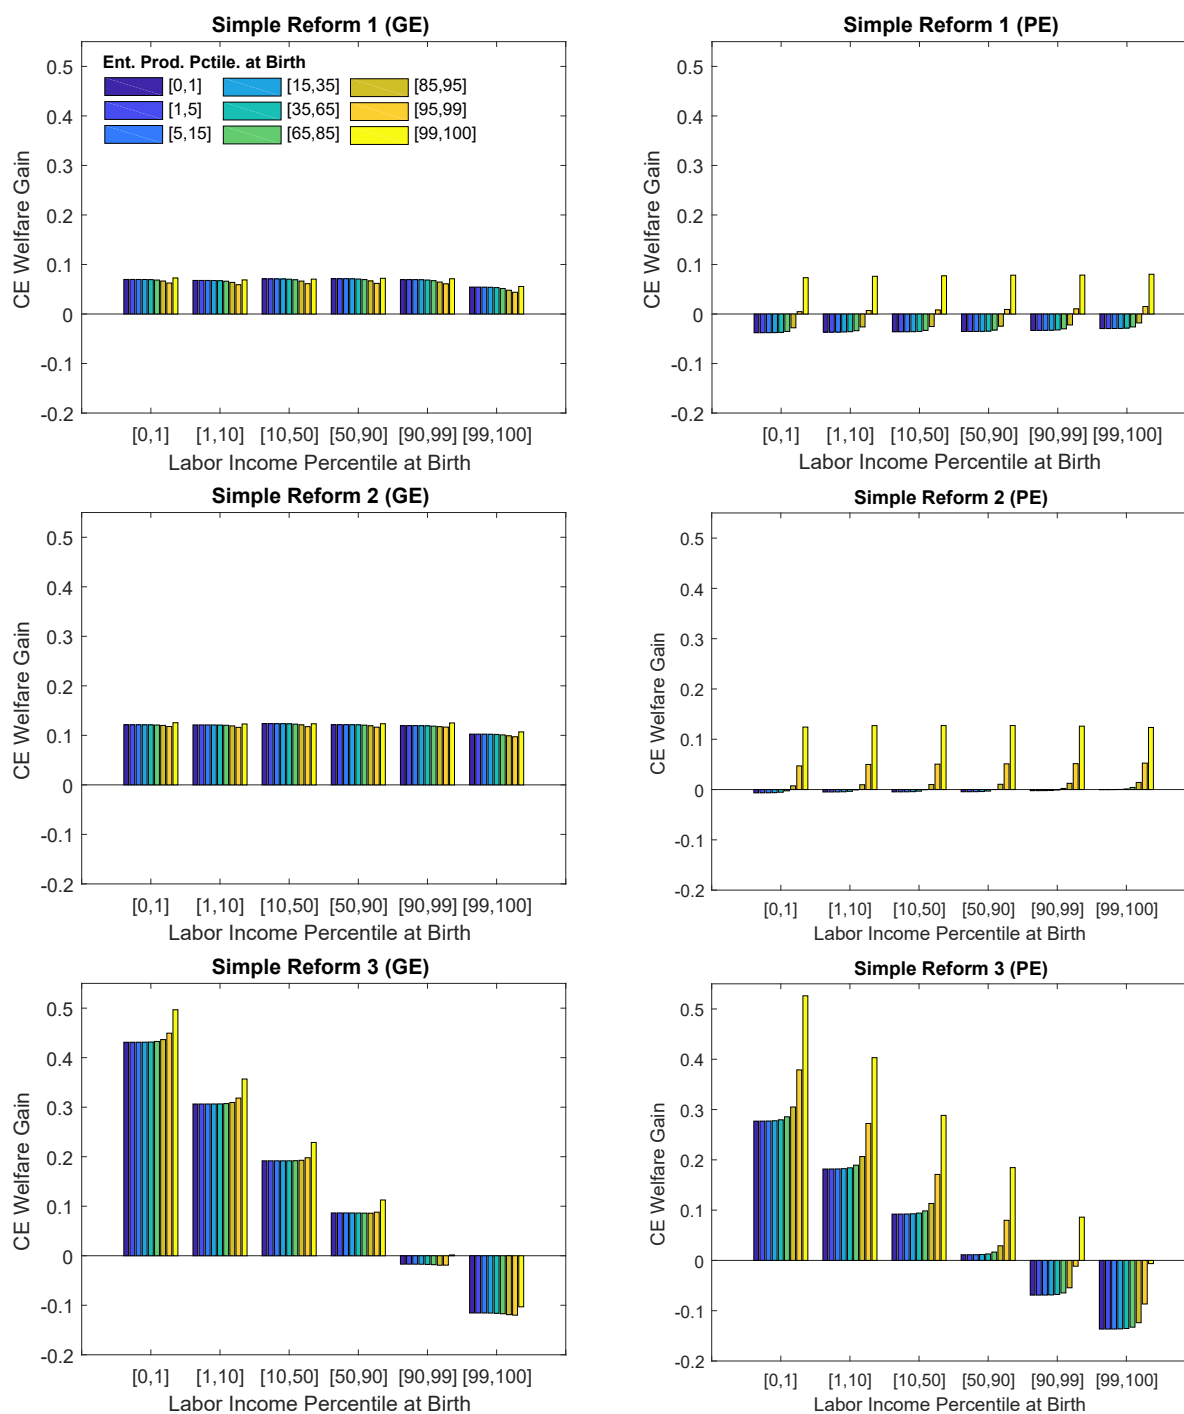 Simple Reform 1 (GE)
Ent. Prod. Pctile. at Birth
[0,1]
[15,35]
[85,95]
[1,5]
[35,65]
[95,99]
[5,15]
[65,85]
[99,100]
CE Welfare Gain
0.5
0.4
0.3
0.2
0.1
0
-0.1
-0.2
[0,1] [1,10] [10,50] [50,90] [90,99] [99,100]
Labor Income Percentile at Birth
Simple Reform 1 (PE)
CE Welfare Gain
0.5
0.4
0.3
0.2
0.1
0
-0.1
-0.2
[0,1] [1,10] [10,50] [50,90] [90,99] [99,100]
Labor Income Percentile at Birth
Simple Reform 2 (GE)
CE Welfare Gain
0.5
0.4
0.3
0.2
0.1
0
-0.1
-0.2
[0,1] [1,10] [10,50] [50,90] [90,99] [99,100]
Labor Income Percentile at Birth
Simple Reform 2 (PE)
CE Welfare Gain
0.5
0.4
0.3
0.2
0.1
0
-0.1
-0.2
[0,1] [1,10] [10,50] [50,90] [90,99] [99,100]
Labor Income Percentile at Birth
Simple Reform 3 (GE)
CE Welfare Gain
0.5
0.4
0.3
0.2
0.1
0
-0.1
-0.2
[0,1] [1,10] [10,50] [50,90] [90,99] [99,100]
Labor Income Percentile at Birth
Simple Reform 3 (PE)
CE Welfare Gain
0.5
0.4
0.3
0.2
0.1
0
-0.1
-0.2
[0,1] [1,10] [10,50] [50,90] [90,99] [99,100]
Labor Income Percentile at Birth